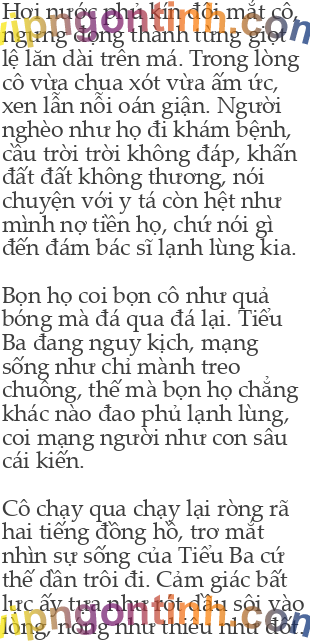 Hơi nước phủ kín đôi mắt cô,
ngưng đọng thành từng giọt
lệ lăn dài trên má. Trong lòng
cô vừa chua xót vừa ấm ức,
xen lẫn nỗi oán giận. Người
nghèo như họ đi khám bệnh,
cầu trời trời không đáp, khấn
đất đất không thương, nói
chuyện với y tá còn hệt như
mình nợ tiền họ, chứ nói gì
đến đám bác sĩ lạnh lùng kia.
Bọn họ coi bọn cô như quả
bóng mà đá qua đá lại. Tiểu
Ba đang nguy kịch, mạng
sống như chỉ mành treo
chuông, thế mà bọn họ chẳng
khác nào đao phủ lạnh lùng,
coi mạng người như con sâu
cái kiến.
Cô chạy qua chạy lại ròng rã
hai tiếng đồng hồ, trơ mắt
nhìn sự sống của Tiểu Ba cứ
thế dần trôi đi. Cảm giác bất
lực ấy tựa như rót dầu sôi vào
lòng, nóng như thiêu như đốt